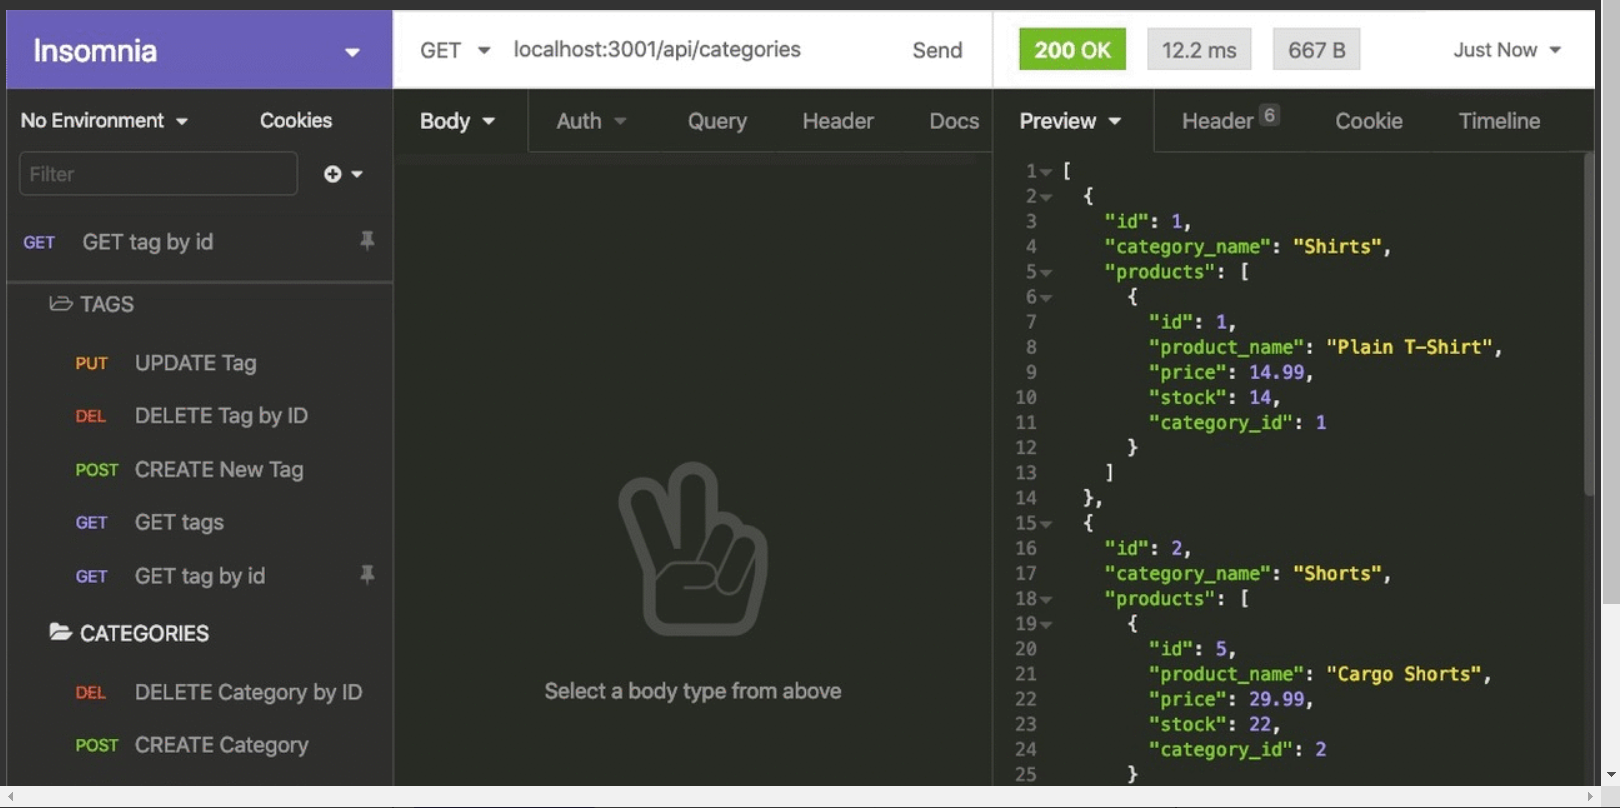 Insomnia
GET localhost:3001/api/categories Send
200 OK 12.2 ms 667 B Just Now
No Environment Cookies
Filter
GET GET tag by id
TAGS
PUT UPDATE Tag
DEL DELETE Tag by ID
POST CREATE New Tag
GET GET tags
GET GET tag by id
CATEGORIES
DEL DELETE Category by ID
POST CREATE Category
Body Auth Query Header Docs
Select a body type from above
Preview Header 6 Cookie Timeline
1 [
2 {
3 "id": 1,
4 "category_name": "Shirts",
5 "products": [
6 {
7 "id": 1,
8 "product_name": "Plain T-Shirt",
9 "price": 14.99,
10 "stock": 14,
11 "category_id": 1
12 }
13 ]
14 },
15 {
16 "id": 2,
17 "category_name": "Shorts",
18 "products": [
19 {
20 "id": 5,
21 "product_name": "Cargo Shorts",
22 "price": 29.99,
23 "stock": 22,
24 "category_id": 2
25 }